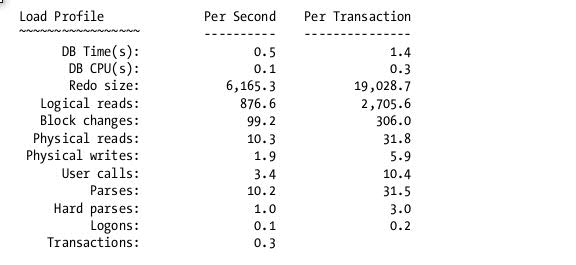 Load Profile Per Second Per Transaction
~~~~~~~~~~~~~~~~~ ---------- ---------------
DB Time(s): 0.5 1.4
DB CPU(s): 0.1 0.3
Redo size: 6,165.3 19,028.7
Logical reads: 876.6 2,705.6
Block changes: 99.2 306.0
Physical reads: 10.3 31.8
Physical writes: 1.9 5.9
User calls: 3.4 10.4
Parses: 10.2 31.5
Hard parses: 1.0 3.0
Logons: 0.1 0.2
Transactions: 0.3